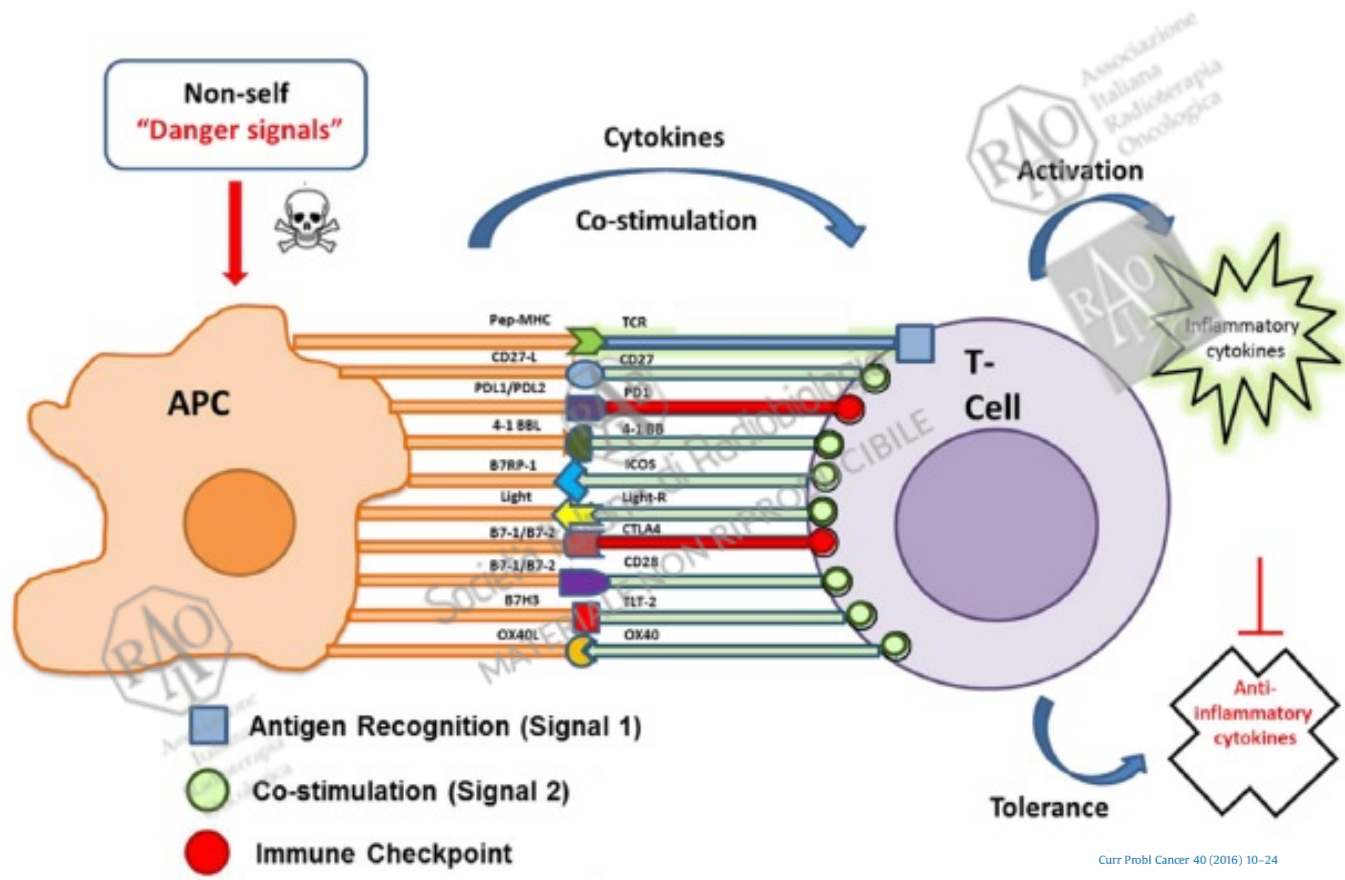 Non-self
“Danger signals”
Cytokines
Co-stimulation
Activation
Inflammatory
cytokines
APC
T-
Cell
Pep-MHC TCR
CD27-L CD27
PDL1/PDL2 PD1
4-1 BBL 4-1 BB
B7RP-1 ICOS
Light Light-R
B7-1/B7-2 CTLA4
B7-1/B7-2 CD28
B7H3 TLT-2
OX40L OX40
Anti-
inflammatory
cytokines
Tolerance
Antigen Recognition (Signal 1)
Co-stimulation (Signal 2)
Immune Checkpoint
Curr Probl Cancer 40 (2016) 10–24
Associazione
Italiana
Radioterapia
Oncologica
Società di Radiobiologia
MATERIALE NON RIPRODUCIBILE